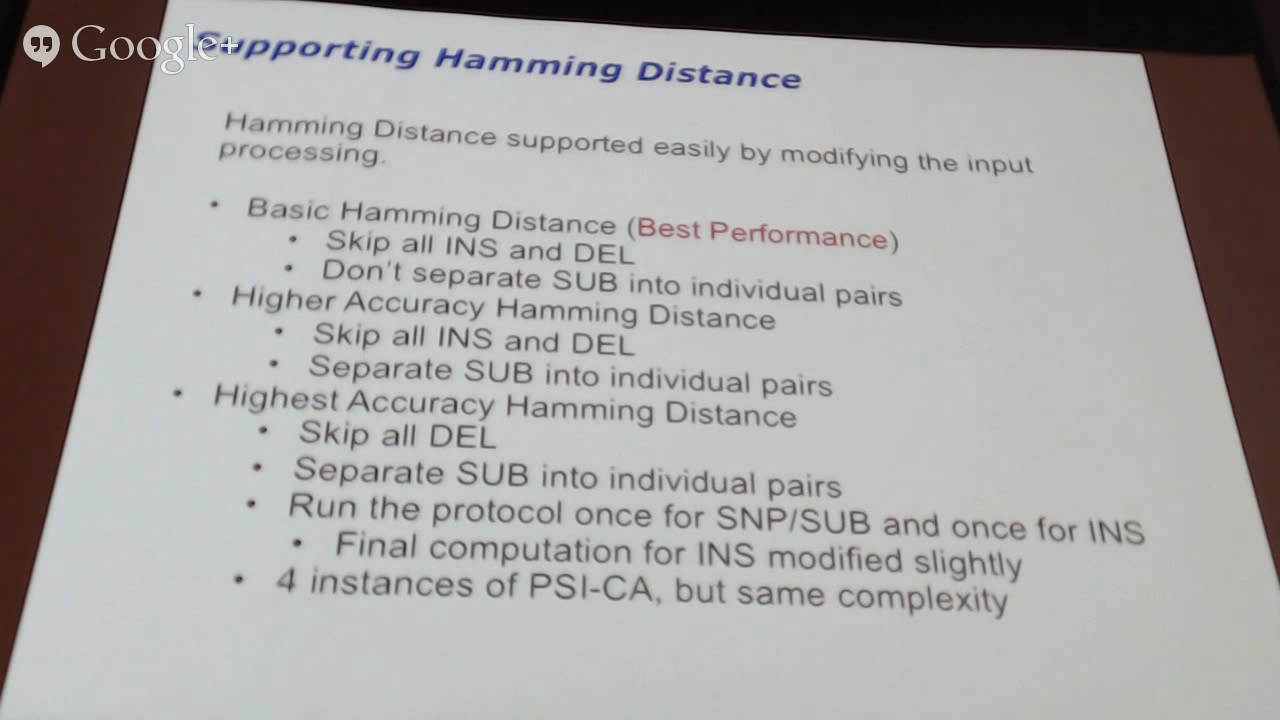 Google+
Supporting Hamming Distance
Hamming Distance supported easily by modifying the input
processing.
• Basic Hamming Distance (Best Performance)
• Skip all INS and DEL
• Don't separate SUB into individual pairs
• Higher Accuracy Hamming Distance
• Skip all INS and DEL
• Separate SUB into individual pairs
• Highest Accuracy Hamming Distance
• Skip all DEL
• Separate SUB into individual pairs
• Run the protocol once for SNP/SUB and once for INS
• Final computation for INS modified slightly
• 4 instances of PSI-CA, but same complexity